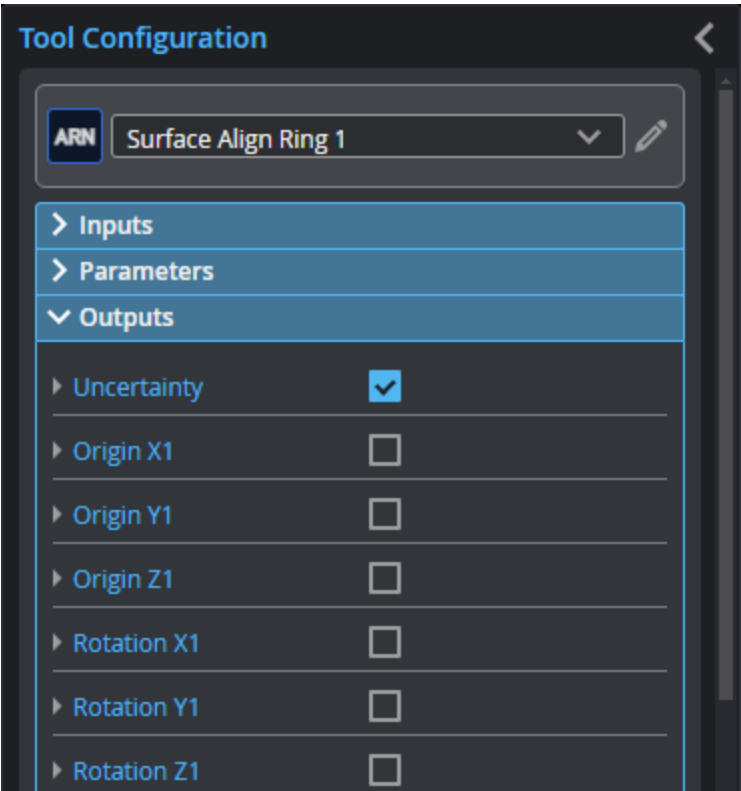 Tool Configuration
ARN Surface Align Ring 1
Inputs
Parameters
Outputs
Uncertainty
Origin X1
Origin Y1
Origin Z1
Rotation X1
Rotation Y1
Rotation Z1